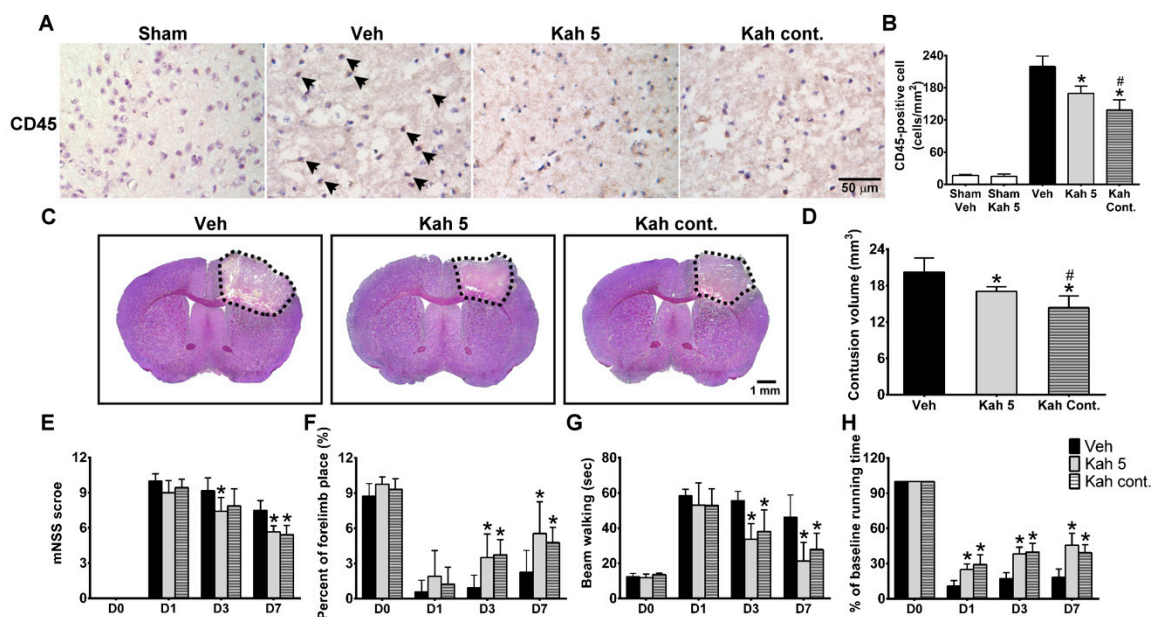 A
Sham
Veh
Kah 5
Kah cont.
CD45
50 μm
B
CD45-positive cell
(cells/mm²)
240
180
120
60
0
Sham
Veh
Sham
Kah 5
Veh
Kah 5
Kah
Cont.
*
#
*
C
Veh
Kah 5
Kah cont.
1 mm
D
Contusion volume (mm³)
24
18
12
6
0
Veh
Kah 5
Kah Cont.
*
#
*
E
mNSS scroe
12
9
6
3
0
D0
D1
D3
D7
*
* *
F
Percent of forelimb place (%)
12
9
6
3
0
D0
D1
D3
D7
* *
* *
G
Beam walking (sec)
100
80
60
40
20
0
D0
D1
D3
D7
* *
* *
H
% of baseline running time
120
90
60
30
0
D0
D1
D3
D7
* *
* *
* *
Veh
Kah 5
Kah cont.